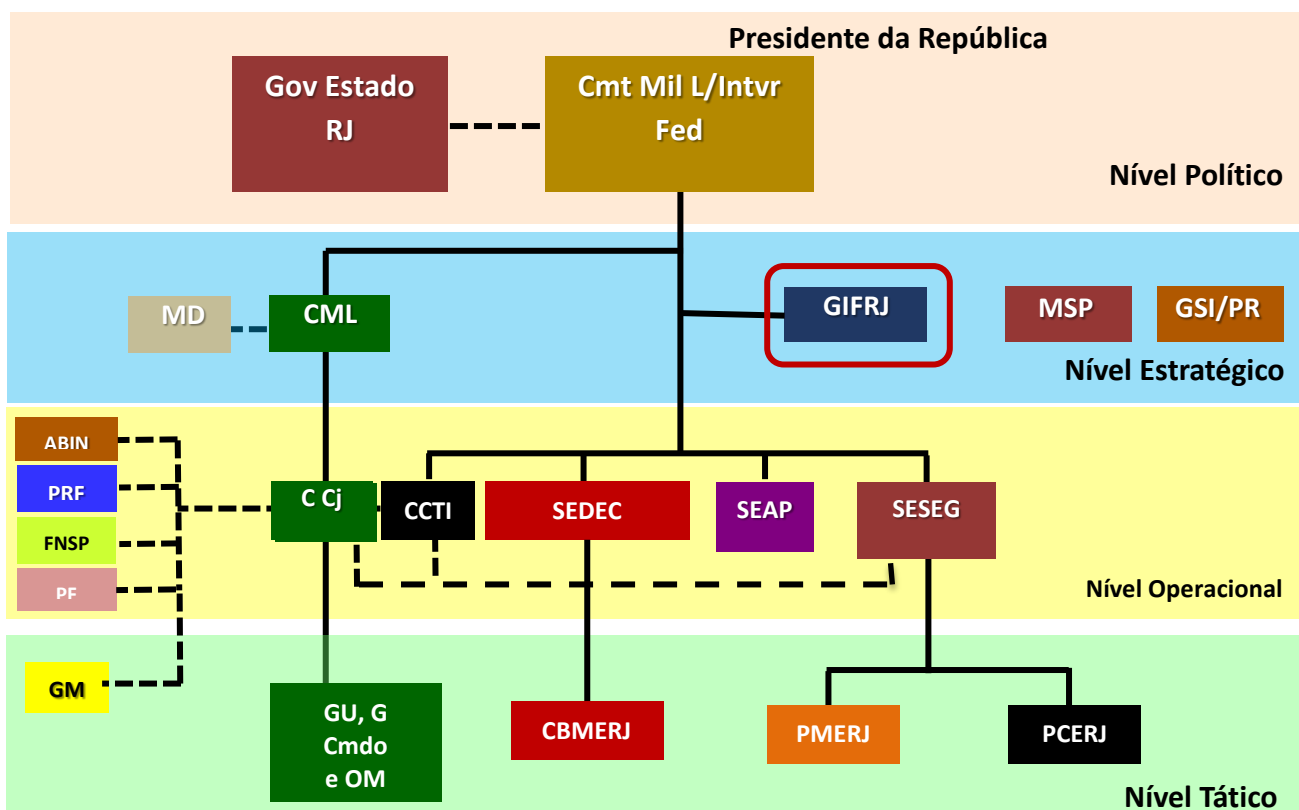 Presidente da República
Gov Estado
RJ
Cmt Mil L/Intvr
Fed
Nível Político
MD
CML
GIFRJ
MSP
GSI/PR
Nível Estratégico
ABIN
PRF
FNSP
PF
C Cj
CCTI
SEDEC
SEAP
SESEG
Nível Operacional
GM
GU, G
Cmdo
e OM
CBMERJ
PMERJ
PCERJ
Nível Tático